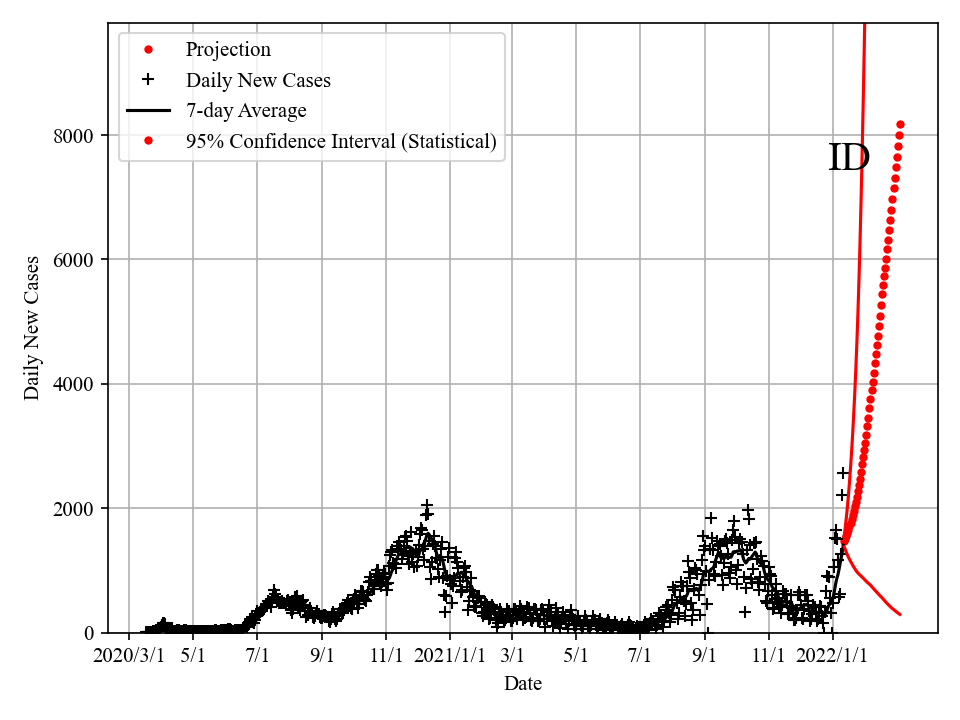 Projection
Daily New Cases
7-day Average
95% Confidence Interval (Statistical)
ID
8000
6000
4000
2000
0
Daily New Cases
2020/3/1 5/1 7/1 9/1 11/1 2021/1/1 3/1 5/1 7/1 9/1 11/1 2022/1/1
Date